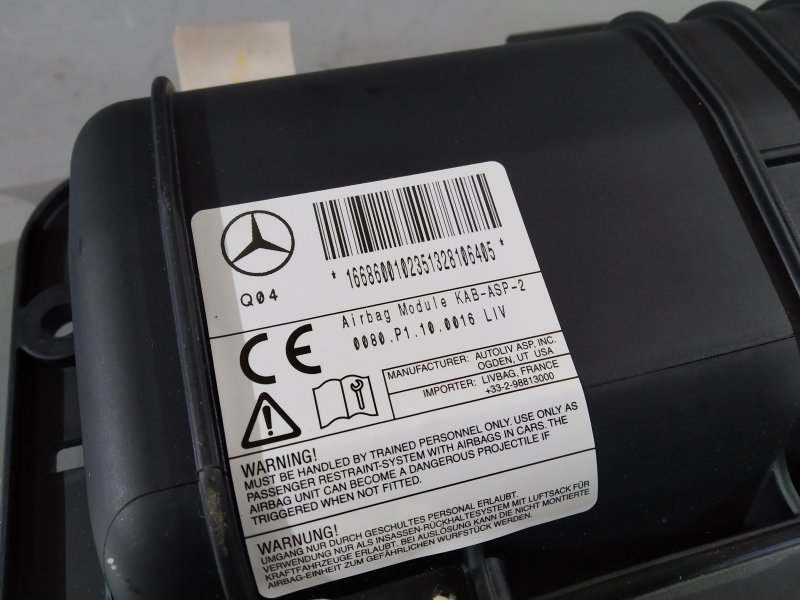 *1668600102351328106405*
Q04
Airbag Module KAB-ASP-2
0080.P1.10.0016 LIV
CE
MANUFACTURER: AUTOLIV ASP, INC.
OGDEN, UT USA
IMPORTER: LIVBAG, FRANCE
+33-2-98813000
WARNING!
MUST BE HANDLED BY TRAINED PERSONNEL ONLY. USE ONLY AS
PASSENGER RESTRAINT-SYSTEM WITH AIRBAGS IN CARS. THE
AIRBAG UNIT CAN BECOME A DANGEROUS PROJECTILE IF
TRIGGERED WHEN NOT FITTED.
WARNUNG!
UMGANG NUR DURCH GESCHULTES PERSONAL ERLAUBT.
VERWENDUNG NUR ALS INSASSEN-RÜCKHALTESYSTEM MIT LUFTSACK FÜR
KRAFTFAHRZEUGE ERLAUBT. BEI AUSLÖSUNG KANN DIE NICHT MONTIERTE
AIRBAG-EINHEIT ZUM GEFÄHRLICHEN WURFSTÜCK WERDEN.